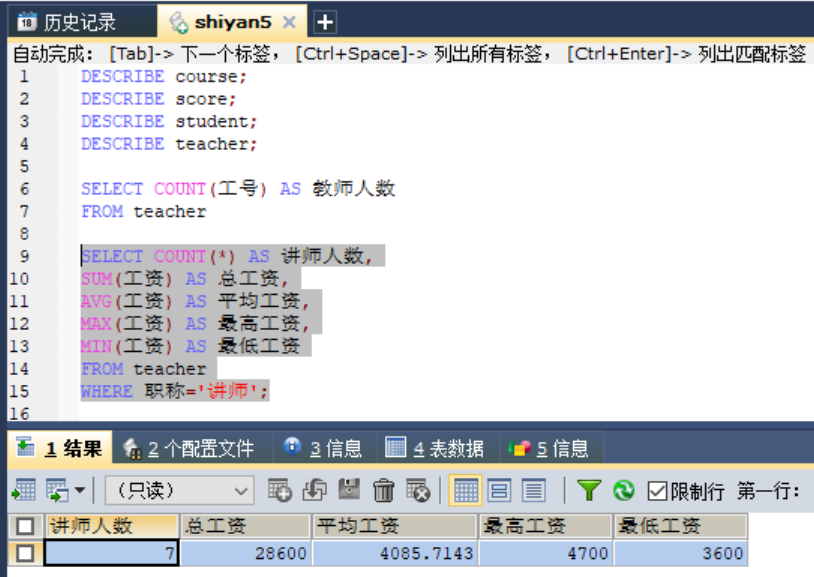 历史记录 shiyan5
自动完成： [Tab]-> 下一个标签， [Ctrl+Space]-> 列出所有标签， [Ctrl+Enter]-> 列出匹配标签
1 DESCRIBE course;
2 DESCRIBE score;
3 DESCRIBE student;
4 DESCRIBE teacher;
5
6 SELECT COUNT(工号) AS 教师人数
7 FROM teacher
8
9 SELECT COUNT(*) AS 讲师人数,
10 SUM(工资) AS 总工资,
11 AVG(工资) AS 平均工资,
12 MAX(工资) AS 最高工资,
13 MIN(工资) AS 最低工资
14 FROM teacher
15 WHERE 职称='讲师';
16
1 结果 2 个配置文件 3 信息 4 表数据 5 信息
（只读） 限制行 第一行：
讲师人数 总工资 平均工资 最高工资 最低工资
7 28600 4085.7143 4700 3600